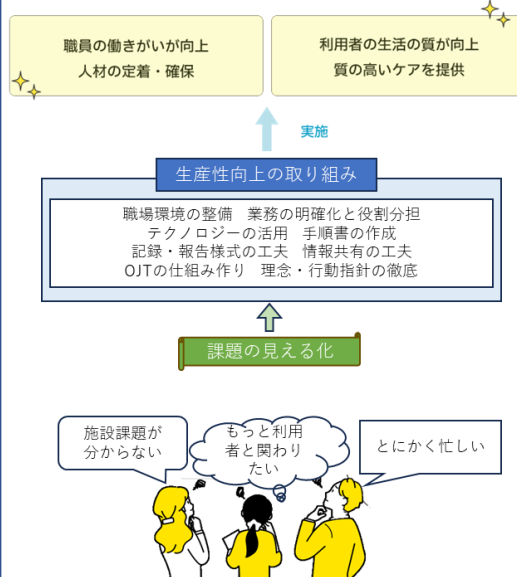 職員の働きがいが向上
人材の定着・確保
利用者の生活の質が向上
質の高いケアを提供
実施
生産性向上の取り組み
職場環境の整備　業務の明確化と役割分担
テクノロジーの活用　手順書の作成
記録・報告様式の工夫　情報共有の工夫
OJTの仕組み作り　理念・行動指針の徹底
課題の見える化
施設課題が
分からない
もっと利用
者と関わり
たい
とにかく忙しい